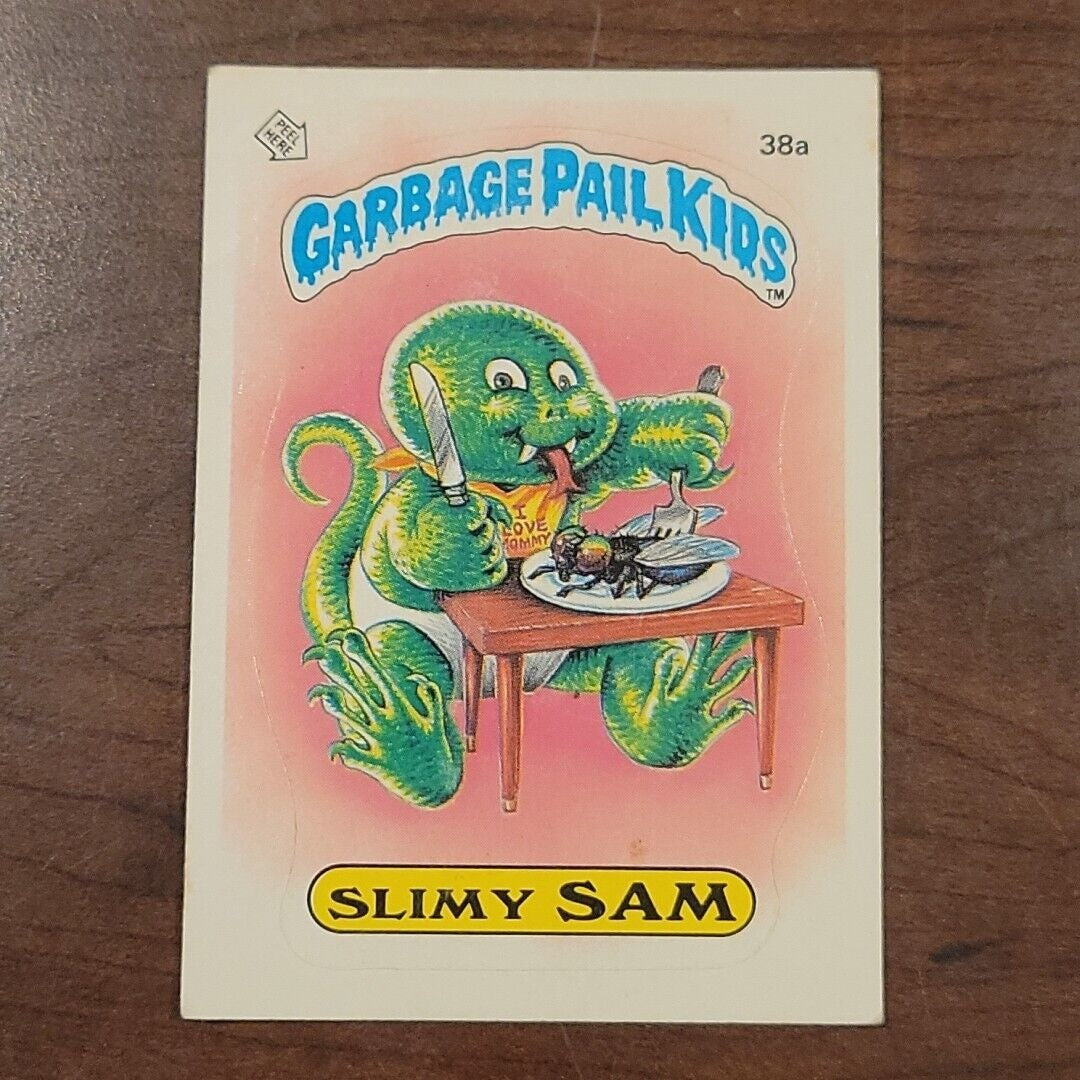 PEEL
HERE
38a
GARBAGE PAIL KIDS
TM
I
LOVE
MOMMY
SLIMY SAM